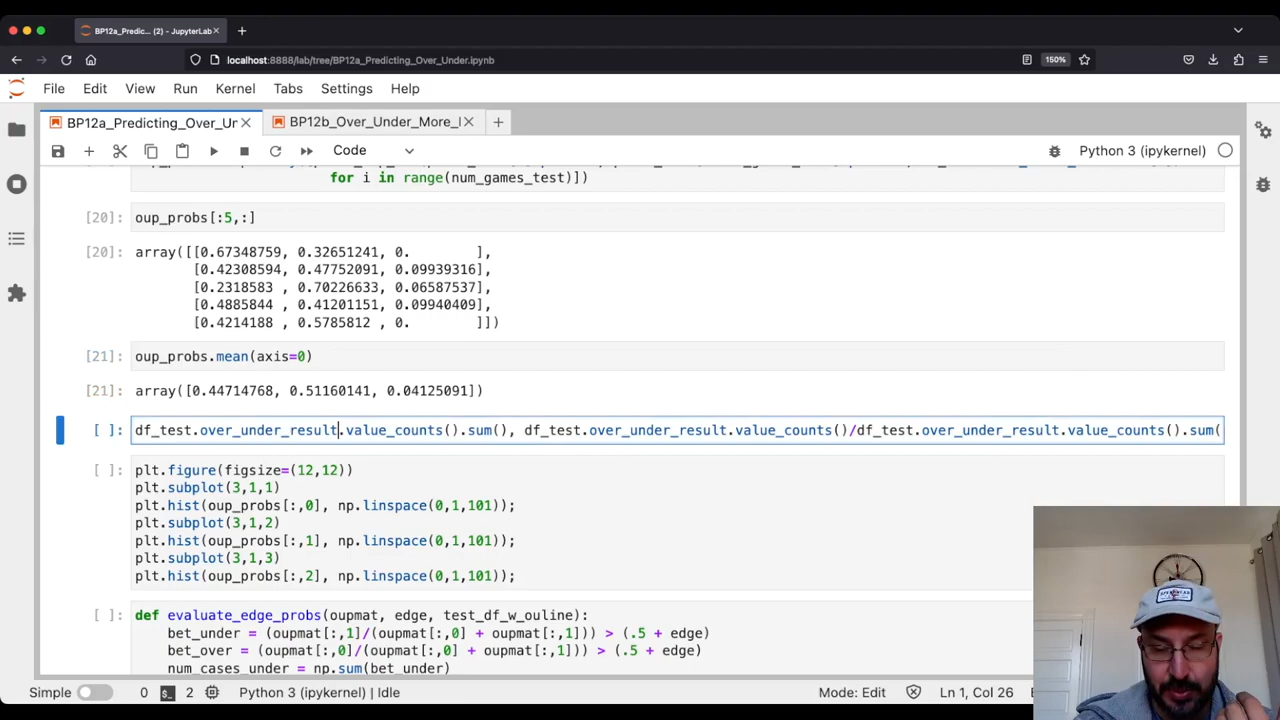 BP12a_Predic... (2) - JupyterLab
localhost:8888/lab/tree/BP12a_Predicting_Over_Under.ipynb
150%
File Edit View Run Kernel Tabs Settings Help
BP12a_Predicting_Over_Ur
BP12b_Over_Under_More_I
Code
Python 3 (ipykernel)
for i in range(num_games_test)])
[20]: oup_probs[:5,:]
[20]: array([[0.67348759, 0.32651241, 0. ],
[0.42308594, 0.47752091, 0.09939316],
[0.2318583 , 0.70226633, 0.06587537],
[0.4885844 , 0.41201151, 0.09940409],
[0.4214188 , 0.5785812 , 0. ]])
[21]: oup_probs.mean(axis=0)
[21]: array([0.44714768, 0.51160141, 0.04125091])
[ ]: df_test.over_under_result.value_counts().sum(), df_test.over_under_result.value_counts()/df_test.over_under_result.value_counts().sum(
[ ]: plt.figure(figsize=(12,12))
plt.subplot(3,1,1)
plt.hist(oup_probs[:,0], np.linspace(0,1,101));
plt.subplot(3,1,2)
plt.hist(oup_probs[:,1], np.linspace(0,1,101));
plt.subplot(3,1,3)
plt.hist(oup_probs[:,2], np.linspace(0,1,101));
[ ]: def evaluate_edge_probs(oupmat, edge, test_df_w_ouline):
bet_under = (oupmat[:,1]/(oupmat[:,0] + oupmat[:,1])) > (.5 + edge)
bet_over = (oupmat[:,0]/(oupmat[:,0] + oupmat[:,1])) > (.5 + edge)
num_cases_under = np.sum(bet_under)
Simple 0 2 Python 3 (ipykernel) | Idle Mode: Edit Ln 1, Col 26